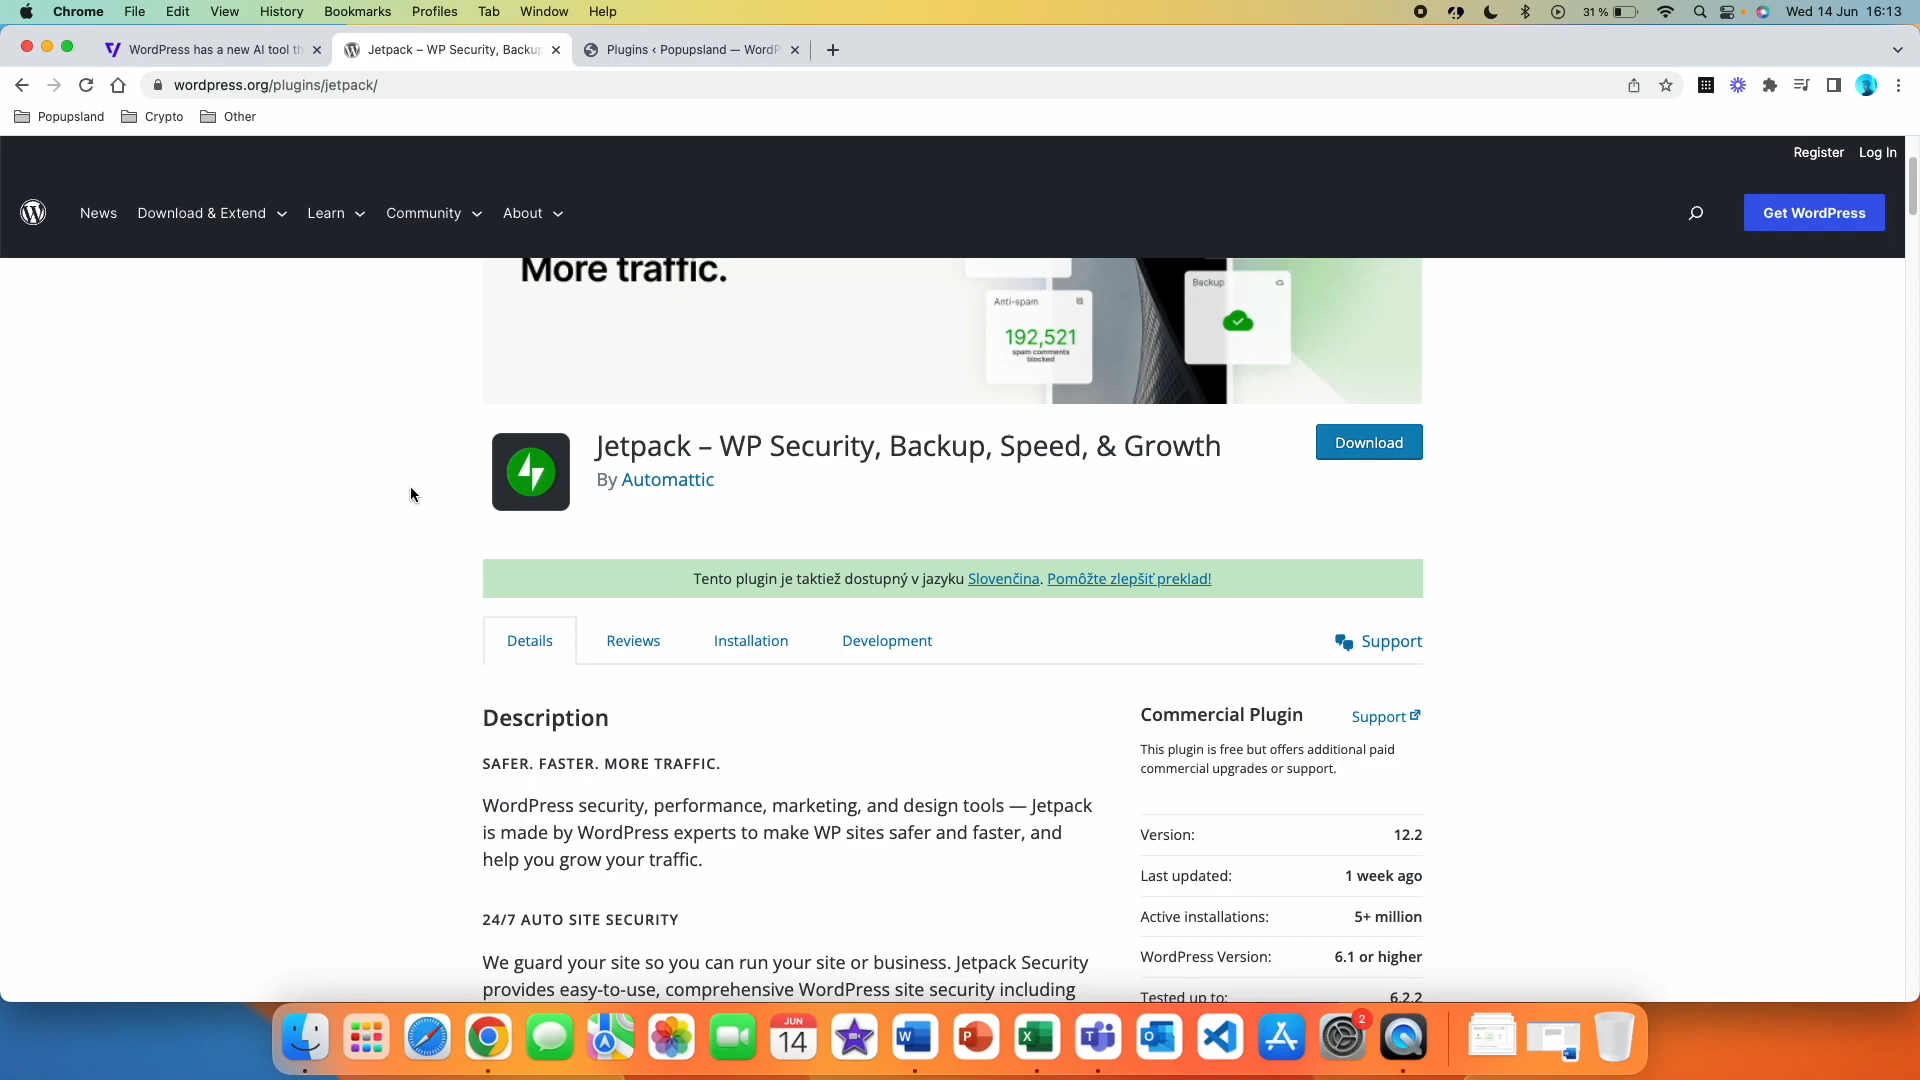 Chrome File Edit View History Bookmarks Profiles Tab Window Help 31 % Wed 14 Jun 16:13
WordPress has a new AI tool th Jetpack – WP Security, Backup Plugins ‹ Popupsland — WordP
wordpress.org/plugins/jetpack/
Popupsland Crypto Other
Register Log In
News Download & Extend Learn Community About Get WordPress
More traffic.
Anti-spam
192,521
spam comments
blocked
Backup
Jetpack – WP Security, Backup, Speed, & Growth
By Automattic
Download
Tento plugin je taktiež dostupný v jazyku Slovenčina. Pomôžte zlepšiť preklad!
Details Reviews Installation Development Support
Description
SAFER. FASTER. MORE TRAFFIC.
WordPress security, performance, marketing, and design tools — Jetpack
is made by WordPress experts to make WP sites safer and faster, and
help you grow your traffic.
24/7 AUTO SITE SECURITY
We guard your site so you can run your site or business. Jetpack Security
provides easy-to-use, comprehensive WordPress site security including
Commercial Plugin Support
This plugin is free but offers additional paid
commercial upgrades or support.
Version: 12.2
Last updated: 1 week ago
Active installations: 5+ million
WordPress Version: 6.1 or higher
Tested up to: 6.2.2
JUN
14
2